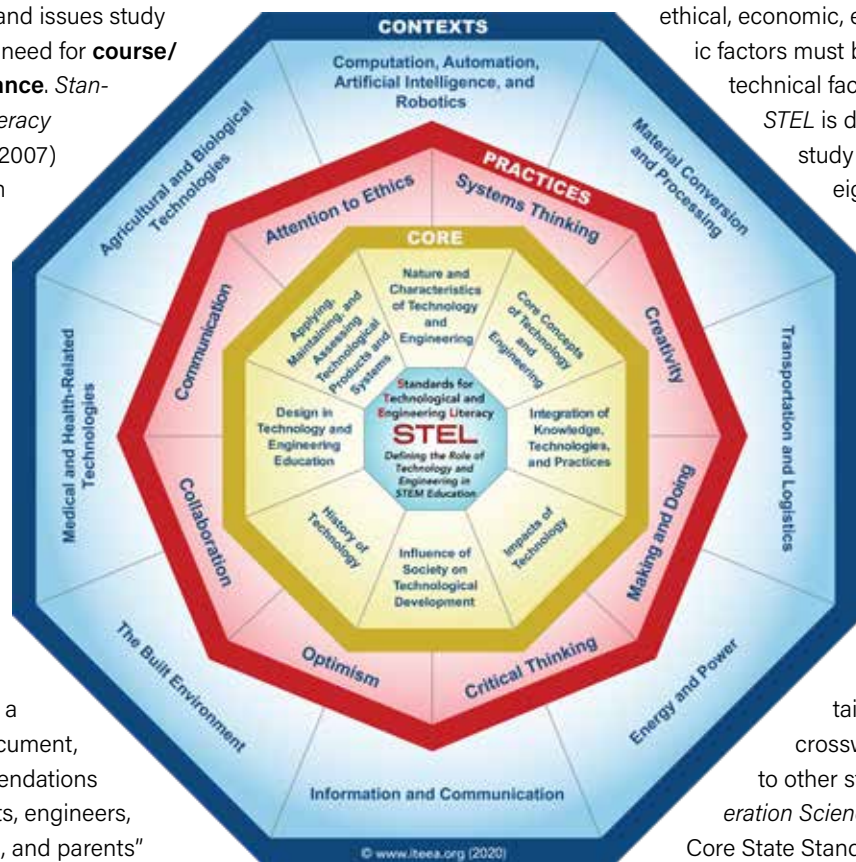 and issues study
need for course/
ance. Stan-
eracy
2007)
n
ethical, economic, e
ic factors must b
technical fac
STEL is d
study
eig
CONTEXTS
Computation, Automation,
Artificial Intelligence, and
Robotics
Material Conversion
and Processing
Transportation and Logistics
Energy and Power
Information and Communication
The Built Environment
Medical and Health-Related
Technologies
Agricultural and Biological
Technologies
PRACTICES
Systems Thinking
Creativity
Making and Doing
Critical Thinking
Optimism
Collaboration
Communication
Attention to Ethics
CORE
Nature and
Characteristics
of Technology
and
Engineering
Core Concepts
of Technology
and
Engineering
Integration of
Knowledge,
Technologies,
and Practices
Impacts of
Technology
Influence of
Society on
Technological
Development
History of
Technology
Design in
Technology and
Engineering
Education
Applying,
Maintaining, and
Assessing
Technological
Products and
Systems
Standards for
Technological and
Engineering Literacy
STEL
Defining the Role of
Technology and
Engineering in
STEM Education
a
cument,
endations
ts, engineers,
, and parents"
tai
crossw
to other s
eration Scienc
Core State Stand
© www.iteea.org (2020)